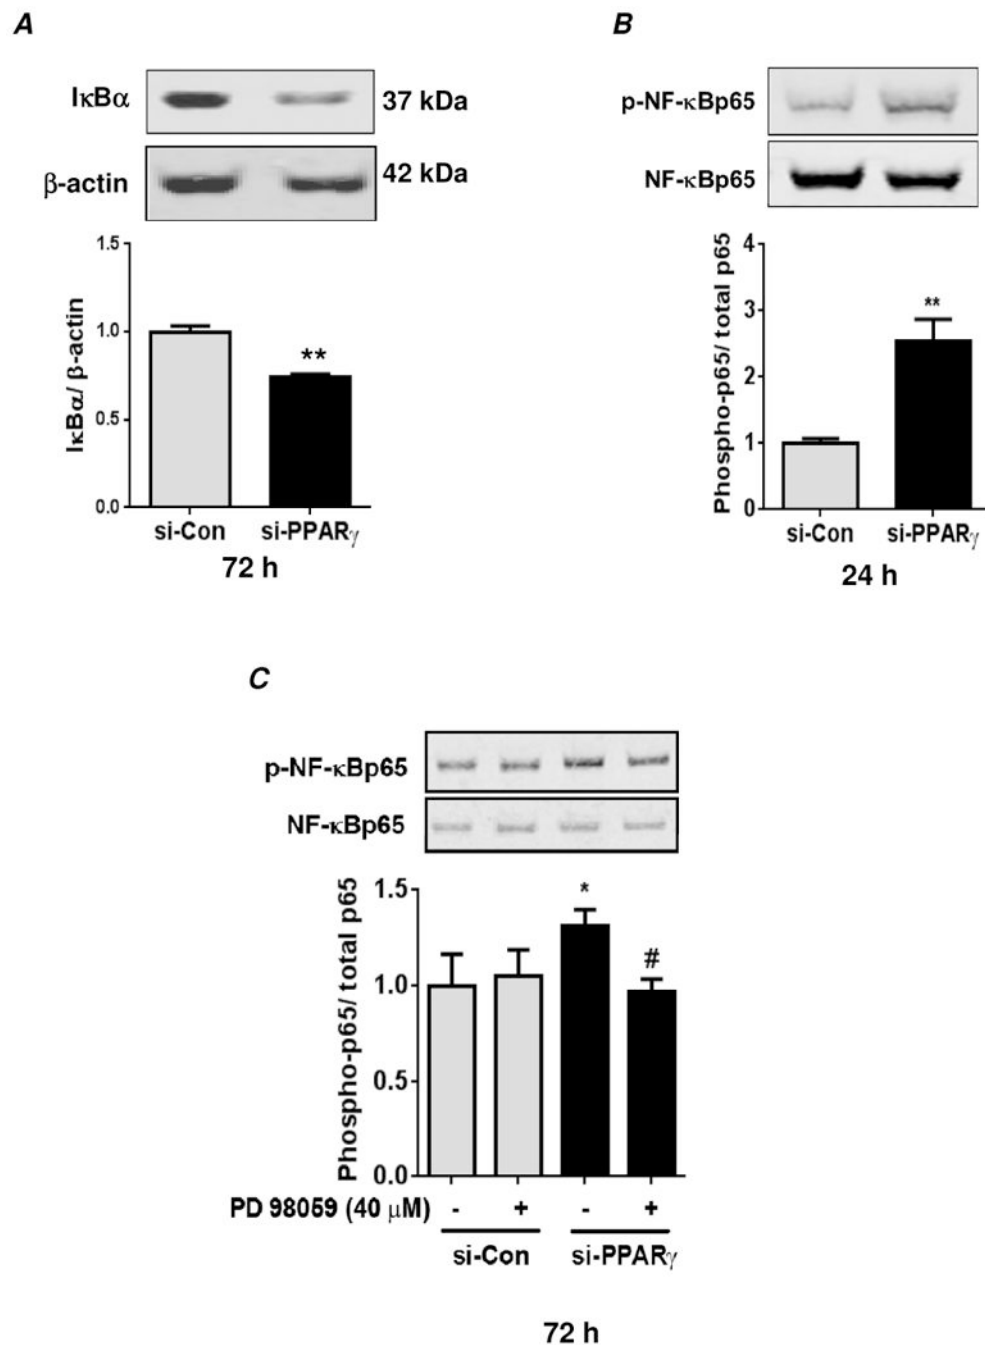 A
IκBα
37 kDa
β-actin
42 kDa
IκBα/ β-actin
1.5
1.0
0.5
0.0
**
si-Con si-PPARγ
72 h
B
p-NF-κBp65
NF-κBp65
Phospho-p65/ total p65
4
3
2
1
0
**
si-Con si-PPARγ
24 h
C
p-NF-κBp65
NF-κBp65
Phospho-p65/ total p65
1.5
1.0
0.5
0.0
*
#
PD 98059 (40 μM) - + - +
si-Con si-PPARγ
72 h